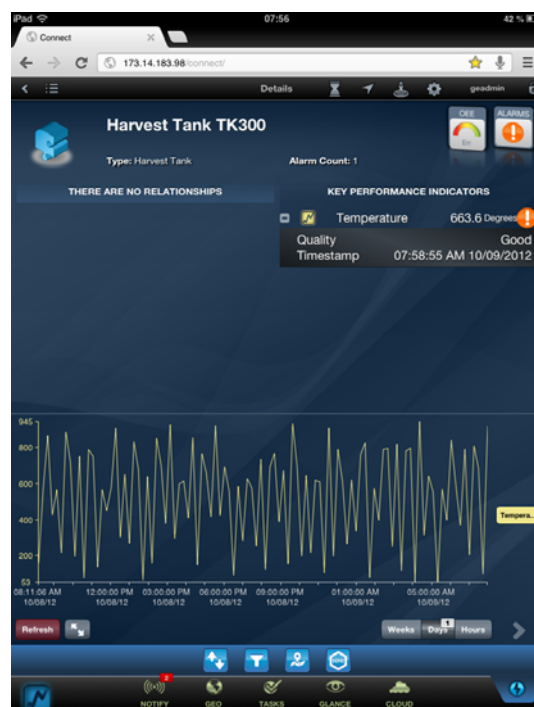 iPad 07:56 42 %
Connect
173.14.183.98/connect/
Details geadmin
Harvest Tank TK300
OEE
Err
ALARMS
Type: Harvest Tank Alarm Count: 1
THERE ARE NO RELATIONSHIPS
KEY PERFORMANCE INDICATORS
Temperature 663.6 Degrees
Quality Good
Timestamp 07:58:55 AM 10/09/2012
945
800
600
400
200
53
Tempera..
08:11:06 AM 12:00:00 PM 03:00:00 PM 06:00:00 PM 09:00:00 PM 01:00:00 AM 05:00:00 AM
10/08/12 10/08/12 10/08/12 10/08/12 10/08/12 10/09/12 10/09/12
Refresh
Weeks Days 1 Hours
2
NOTIFY GEO TASKS GLANCE CLOUD